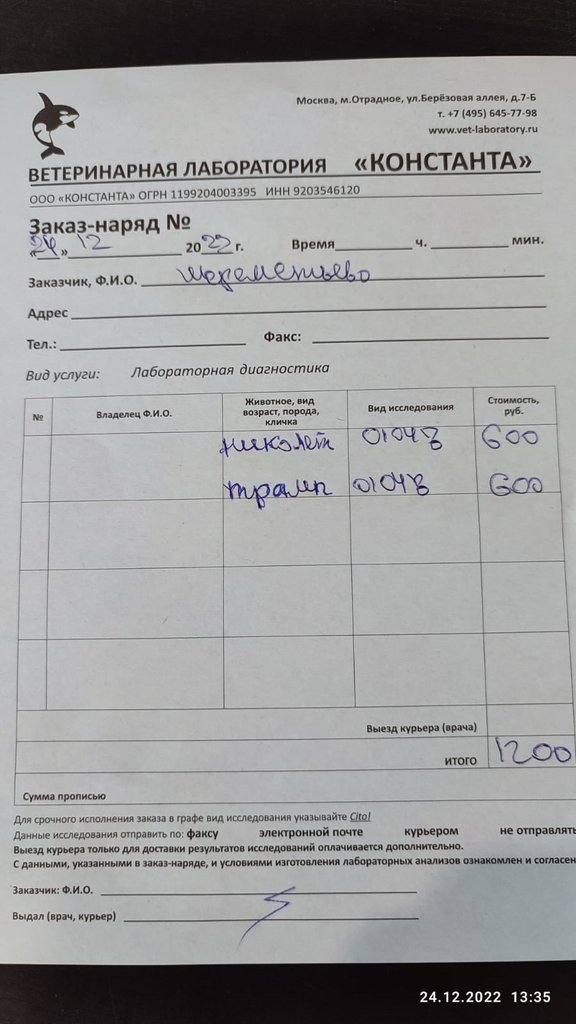 Москва, м.Отрадное, ул.Берёзовая аллея, д.7-Б
т. +7 (495) 645-77-98
www.vet-laboratory.ru
ВЕТЕРИНАРНАЯ ЛАБОРАТОРИЯ «КОНСТАНТА»
ООО «КОНСТАНТА» ОГРН 1199204003395 ИНН 9203546120
Заказ-наряд №
«24» 12 2022 г. Время ч. мин.
Заказчик, Ф.И.О. Шереметьево
Адрес
Тел.: Факс:
Вид услуги: Лабораторная диагностика
№ Владелец Ф.И.О. Животное, вид возраст, порода, кличка Вид исследования Стоимость, руб.
Николет 0104В 600
Трамп 0104В 600
Выезд курьера (врача)
ИТОГО 1200
Сумма прописью
Для срочного исполнения заказа в графе вид исследования указывайте Cito!
Данные исследования отправить по: факсу электронной почте курьером не отправлять
Выезд курьера только для доставки результатов исследований оплачивается дополнительно.
С данными, указанными в заказ-наряде, и условиями изготовления лабораторных анализов ознакомлен и согласен
Заказчик: Ф.И.О.
Выдал (врач, курьер)
24.12.2022 13:35